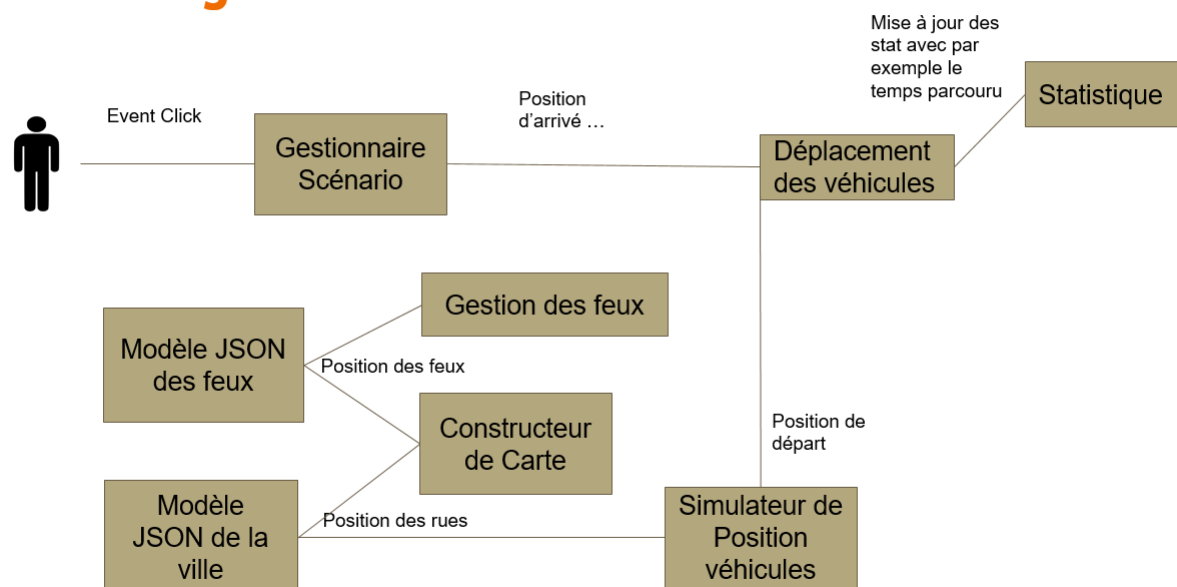 Mise à jour des
stat avec par
exemple le
temps parcouru
Statistique
Event Click
Position
d'arrivé ...
Gestionnaire
Scénario
Déplacement
des véhicules
Gestion des feux
Modèle JSON
des feux
Position des feux
Constructeur
de Carte
Position de
départ
Modèle
JSON de la
ville
Position des rues
Simulateur de
Position
véhicules